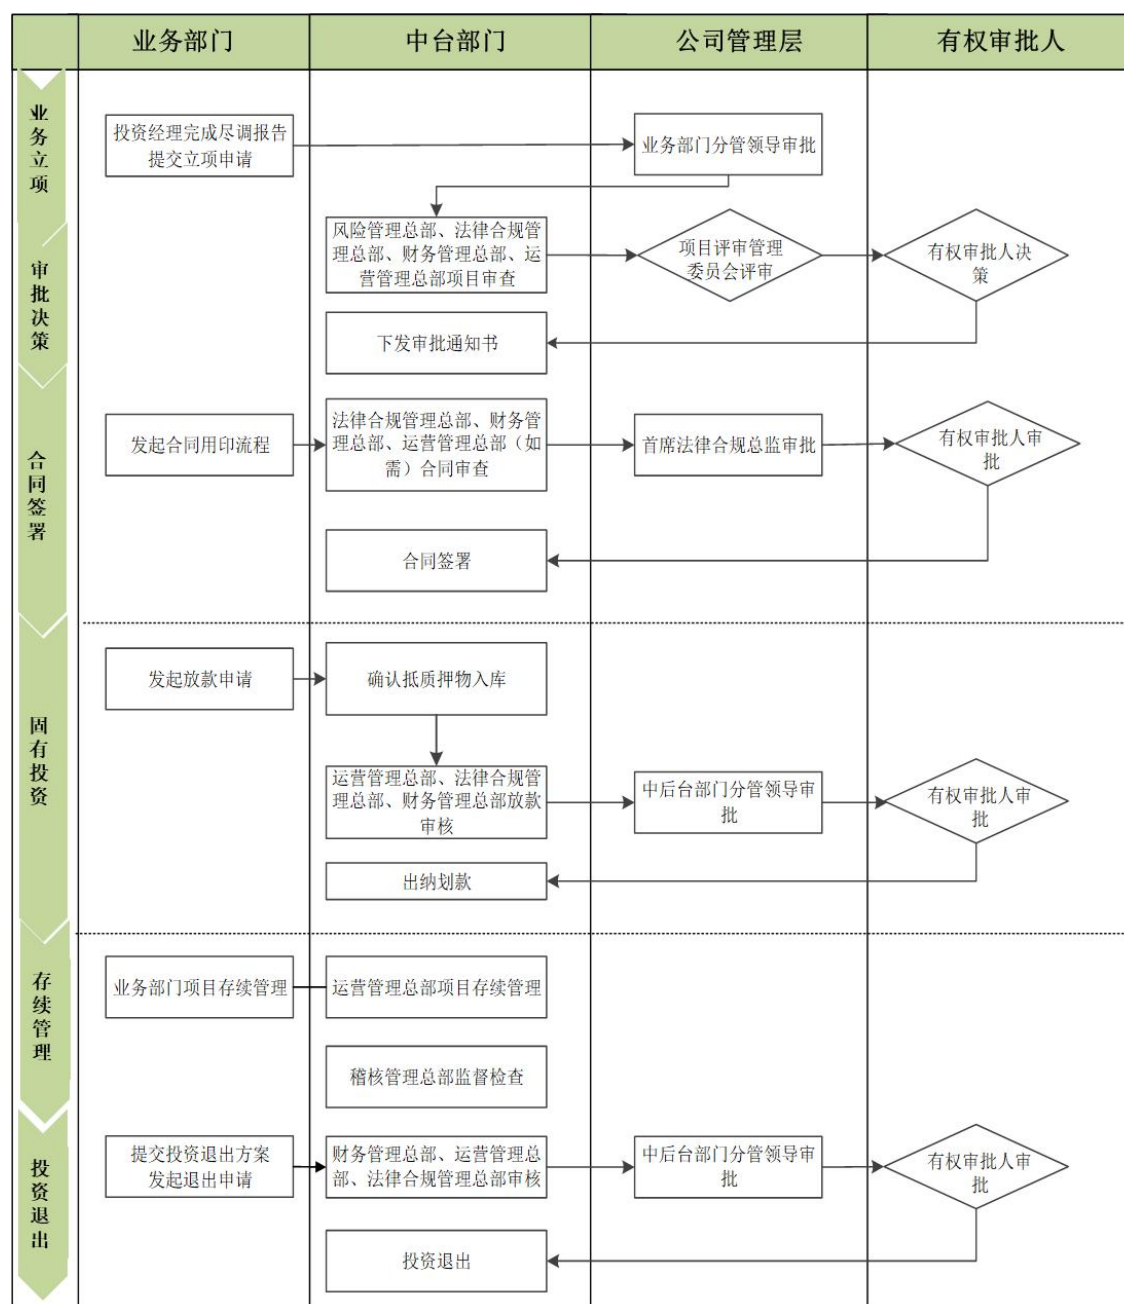 业务部门
中台部门
公司管理层
有权审批人
业务立项
投资经理完成尽调报告
提交立项申请
业务部门分管领导审批
审批决策
风险管理总部、法律合规管
理总部、财务管理总部、运
营管理总部项目审查
项目评审管理
委员会评审
有权审批人决
策
下发审批通知书
合同签署
发起合同用印流程
法律合规管理总部、财务管
理总部、运营管理总部（如
需）合同审查
首席法律合规总监审批
有权审批人审
批
合同签署
固有投资
发起放款申请
确认抵质押物入库
运营管理总部、法律合规管
理总部、财务管理总部放款
审核
中后台部门分管领导审
批
有权审批人审
批
出纳划款
存续管理
业务部门项目存续管理
运营管理总部项目存续管理
稽核管理总部监督检查
投资退出
提交投资退出方案
发起退出申请
财务管理总部、运营管理总
部、法律合规管理总部审核
中后台部门分管领导审
批
有权审批人审
批
投资退出